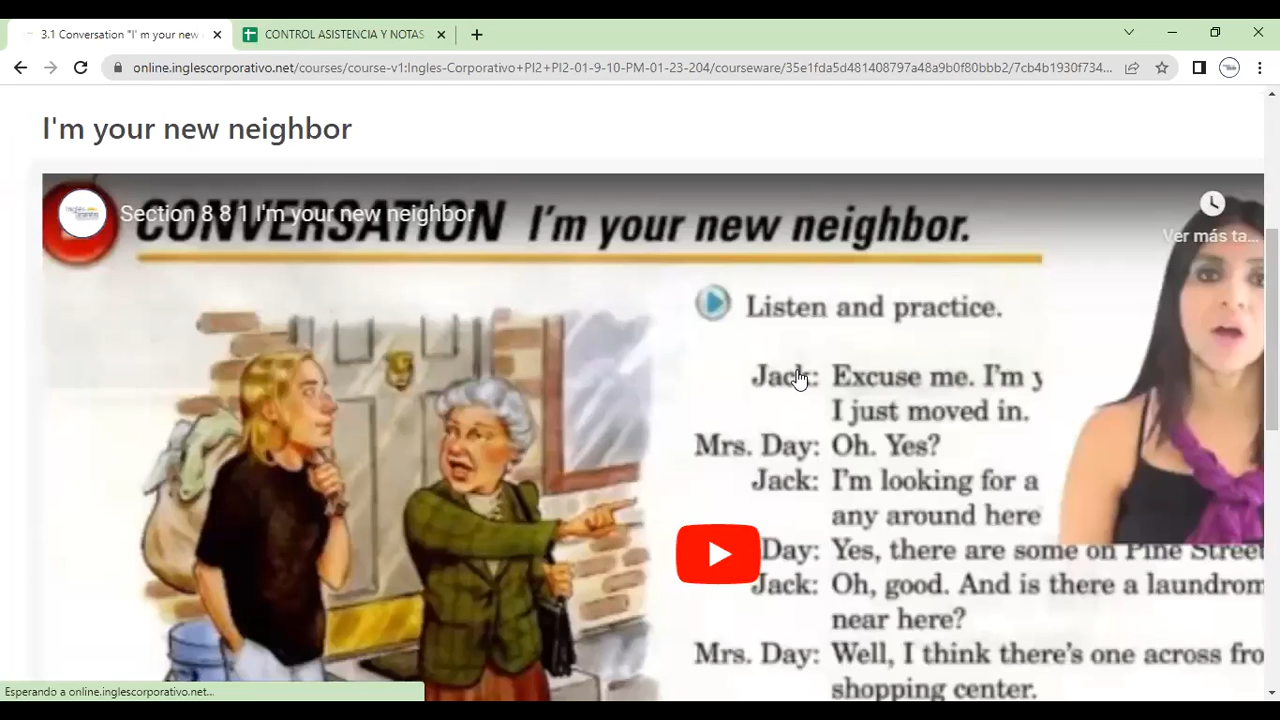 3.1 Conversation "I' m your new
CONTROL ASISTENCIA Y NOTAS
online.inglescorporativo.net/courses/course-v1:Ingles-Corporativo+PI2+PI2-01-9-10-PM-01-23-204/courseware/35e1fda5d481408797a48a9b0f80bbb2/7cb4b1930f734...
I'm your new neighbor
Section 8 8 1 I'm your new neighbor
CONVERSATION I'm your new neighbor.
Ver más ta...
Listen and practice.
Jack: Excuse me. I'm y
I just moved in.
Mrs. Day: Oh. Yes?
Jack: I'm looking for a
any around here
Day: Yes, there are some on Pine Street
Jack: Oh, good. And is there a laundrom
near here?
Mrs. Day: Well, I think there's one across fro
shopping center.
Esperando a online.inglescorporativo.net...